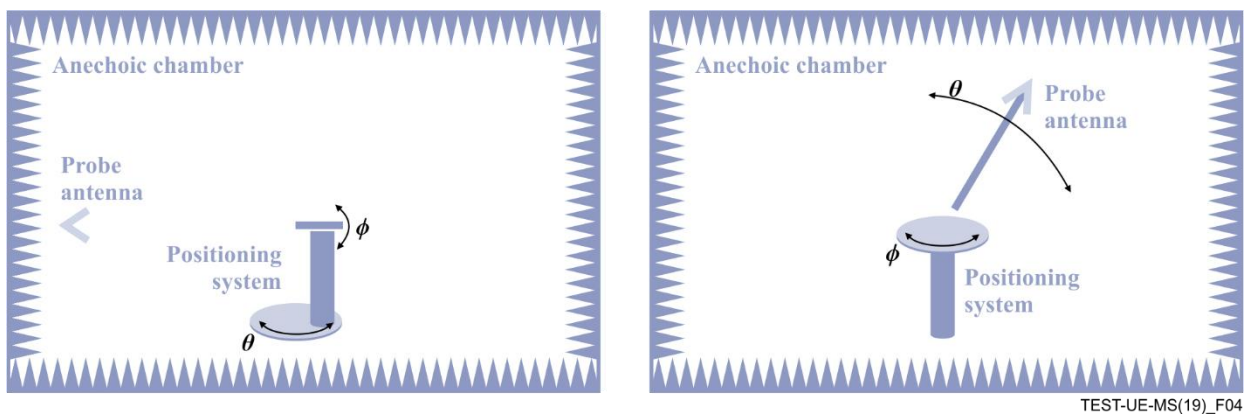 Anechoic chamber
Probe
antenna
ϕ
Positioning
system
θ
Anechoic chamber
θ
Probe
antenna
ϕ
Positioning
system
TEST-UE-MS(19)_F04